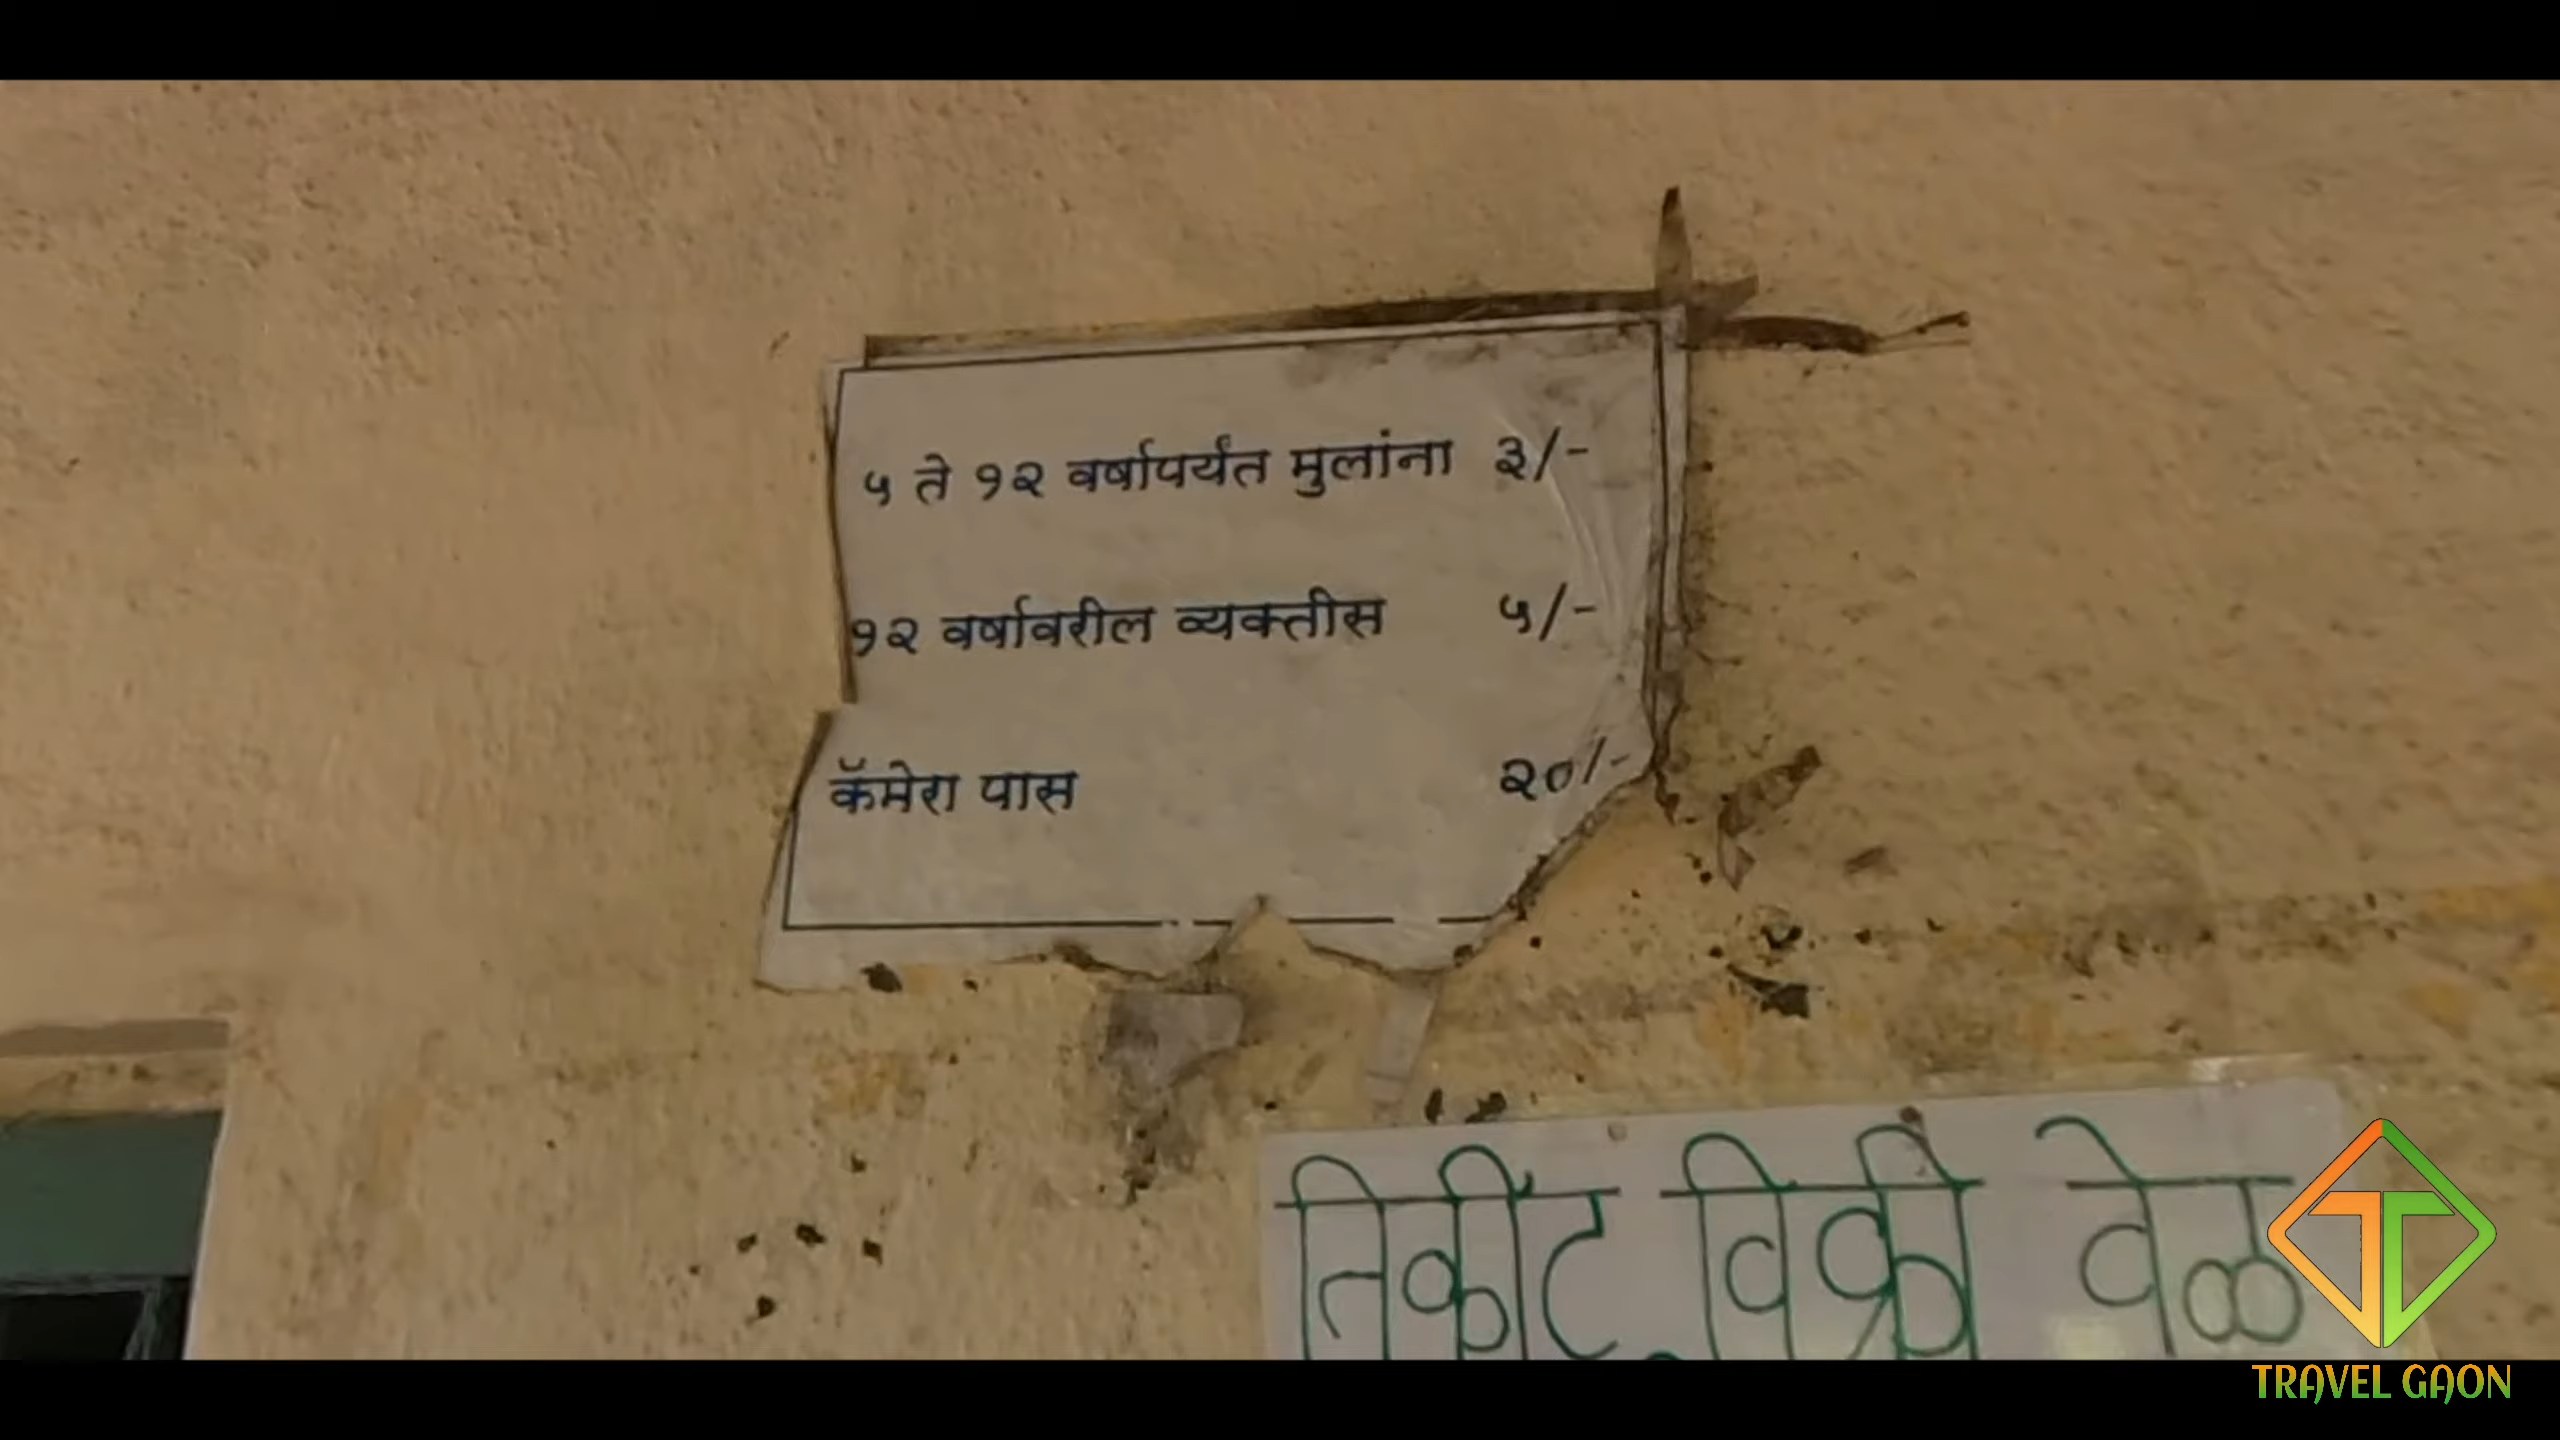 ५ ते १२ वर्षापर्यंत मुलांना ३/-
१२ वर्षावरील व्यक्तीस ५/-
कॅमेरा पास २०/-
तिकीट विक्री वेळ
TRAVEL GAON